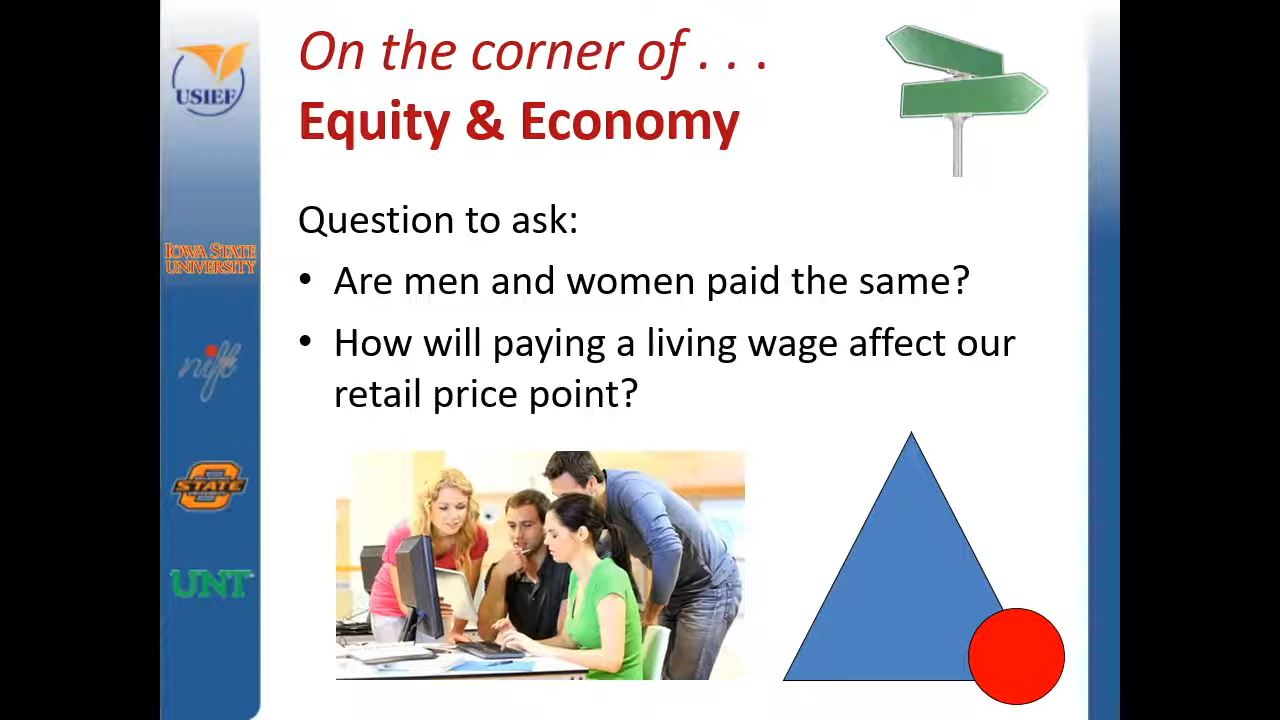 On the corner of . . .
Equity & Economy
Question to ask:
• Are men and women paid the same?
• How will paying a living wage affect our
retail price point?
USIEF
IOWA STATE
UNIVERSITY
nift
STATE
UNT